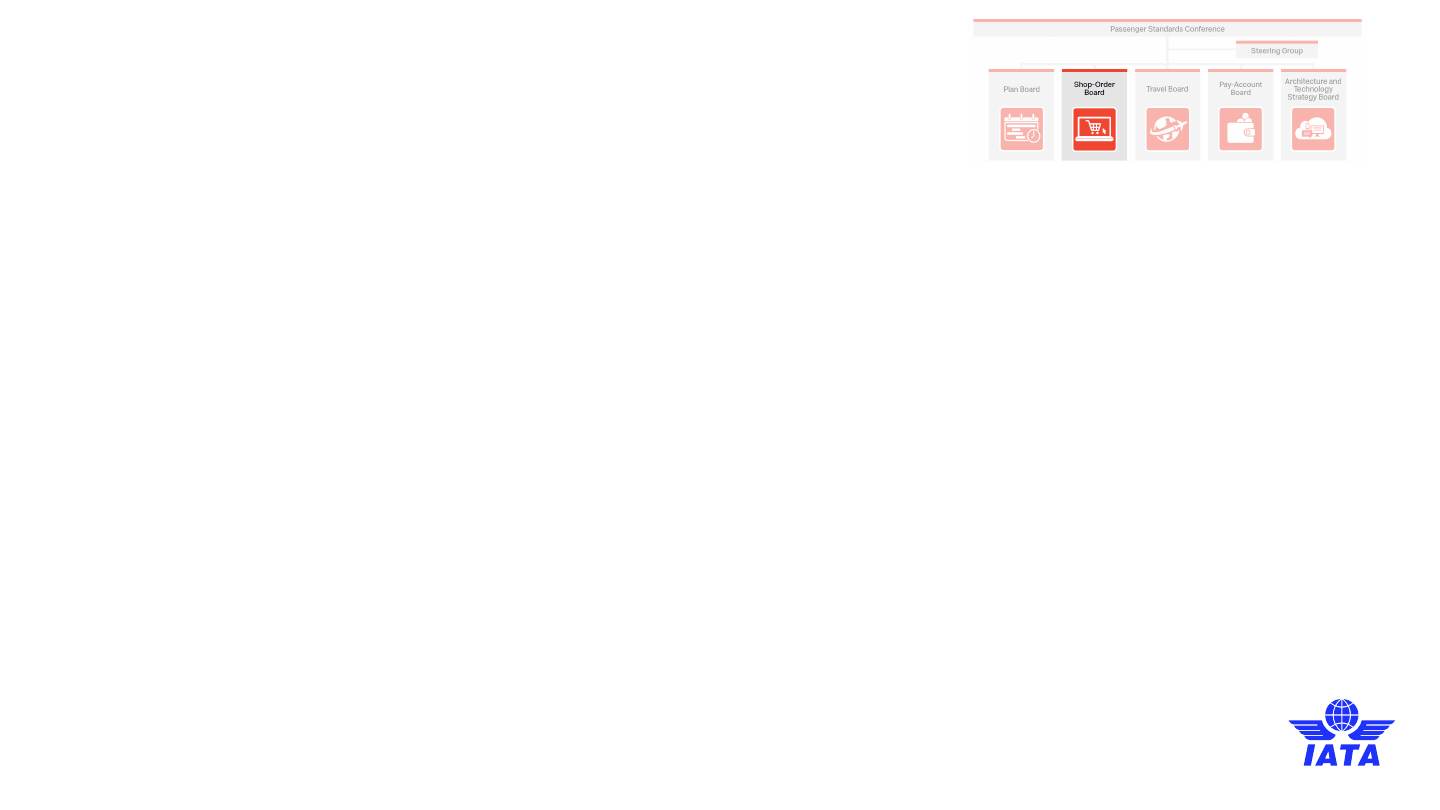 Passenger Standards Conference
Steering Group
Plan Board
Shop-Order
Board
Travel Board
Pay-Account
Board
Architecture and
Technology
Strategy Board
IATA